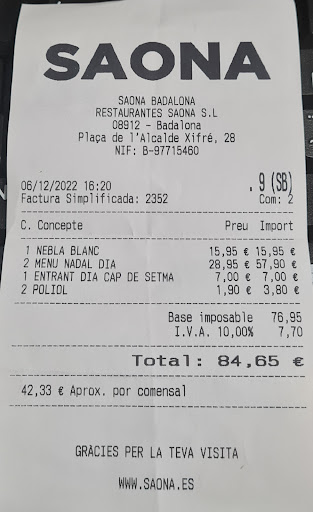 SAONA
SAONA BADALONA
RESTAURANTES SAONA S.L
08912 - Badalona
Plaça de l'Alcalde Xifré, 28
NIF: B-97715460
06/12/2022 16:20 . 9 (SB)
Factura Simplificada: 2352 Com: 2
C. Concepte Preu Import
1 NEBLA BLANC 15,95 € 15,95 €
2 MENU NADAL DIA 28,95 € 57,90 €
1 ENTRANT DIA CAP DE SETMA 7,00 € 7,00 €
2 POLIOL 1,90 € 3,80 €
Base imposable 76,95
I.V.A. 10,00% 7,70
Total: 84,65 €
42,33 € Aprox. por comensal
GRÀCIES PER LA TEVA VISITA
WWW.SAONA.ES